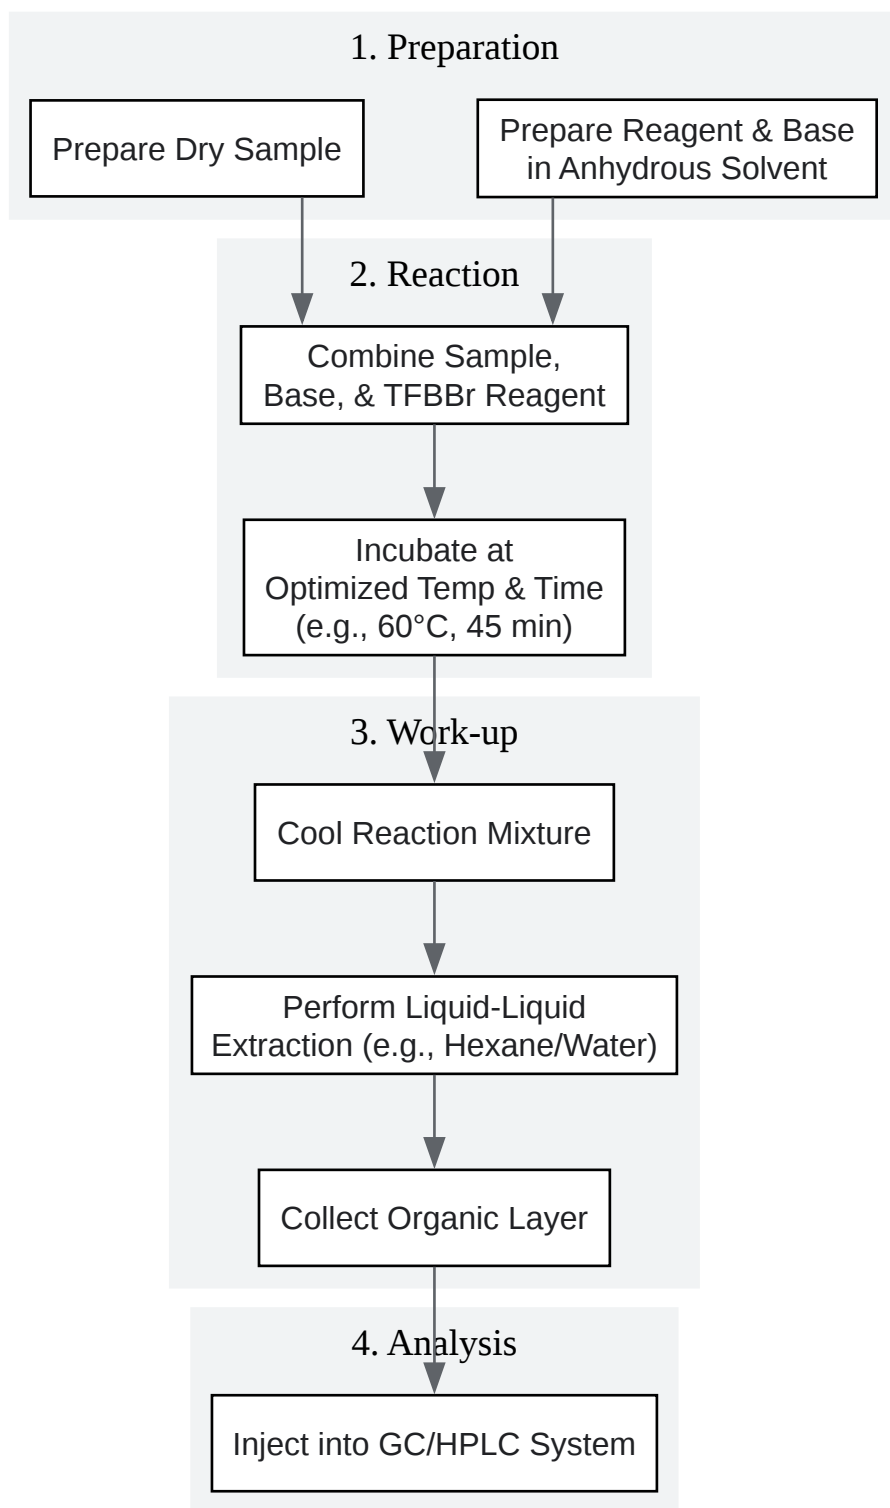 1. Preparation
Prepare Dry Sample
Prepare Reagent & Base
in Anhydrous Solvent
2. Reaction
Combine Sample,
Base, & TFBBr Reagent
Incubate at
Optimized Temp & Time
(e.g., 60°C, 45 min)
3. Work-up
Cool Reaction Mixture
Perform Liquid-Liquid
Extraction (e.g., Hexane/Water)
Collect Organic Layer
4. Analysis
Inject into GC/HPLC System